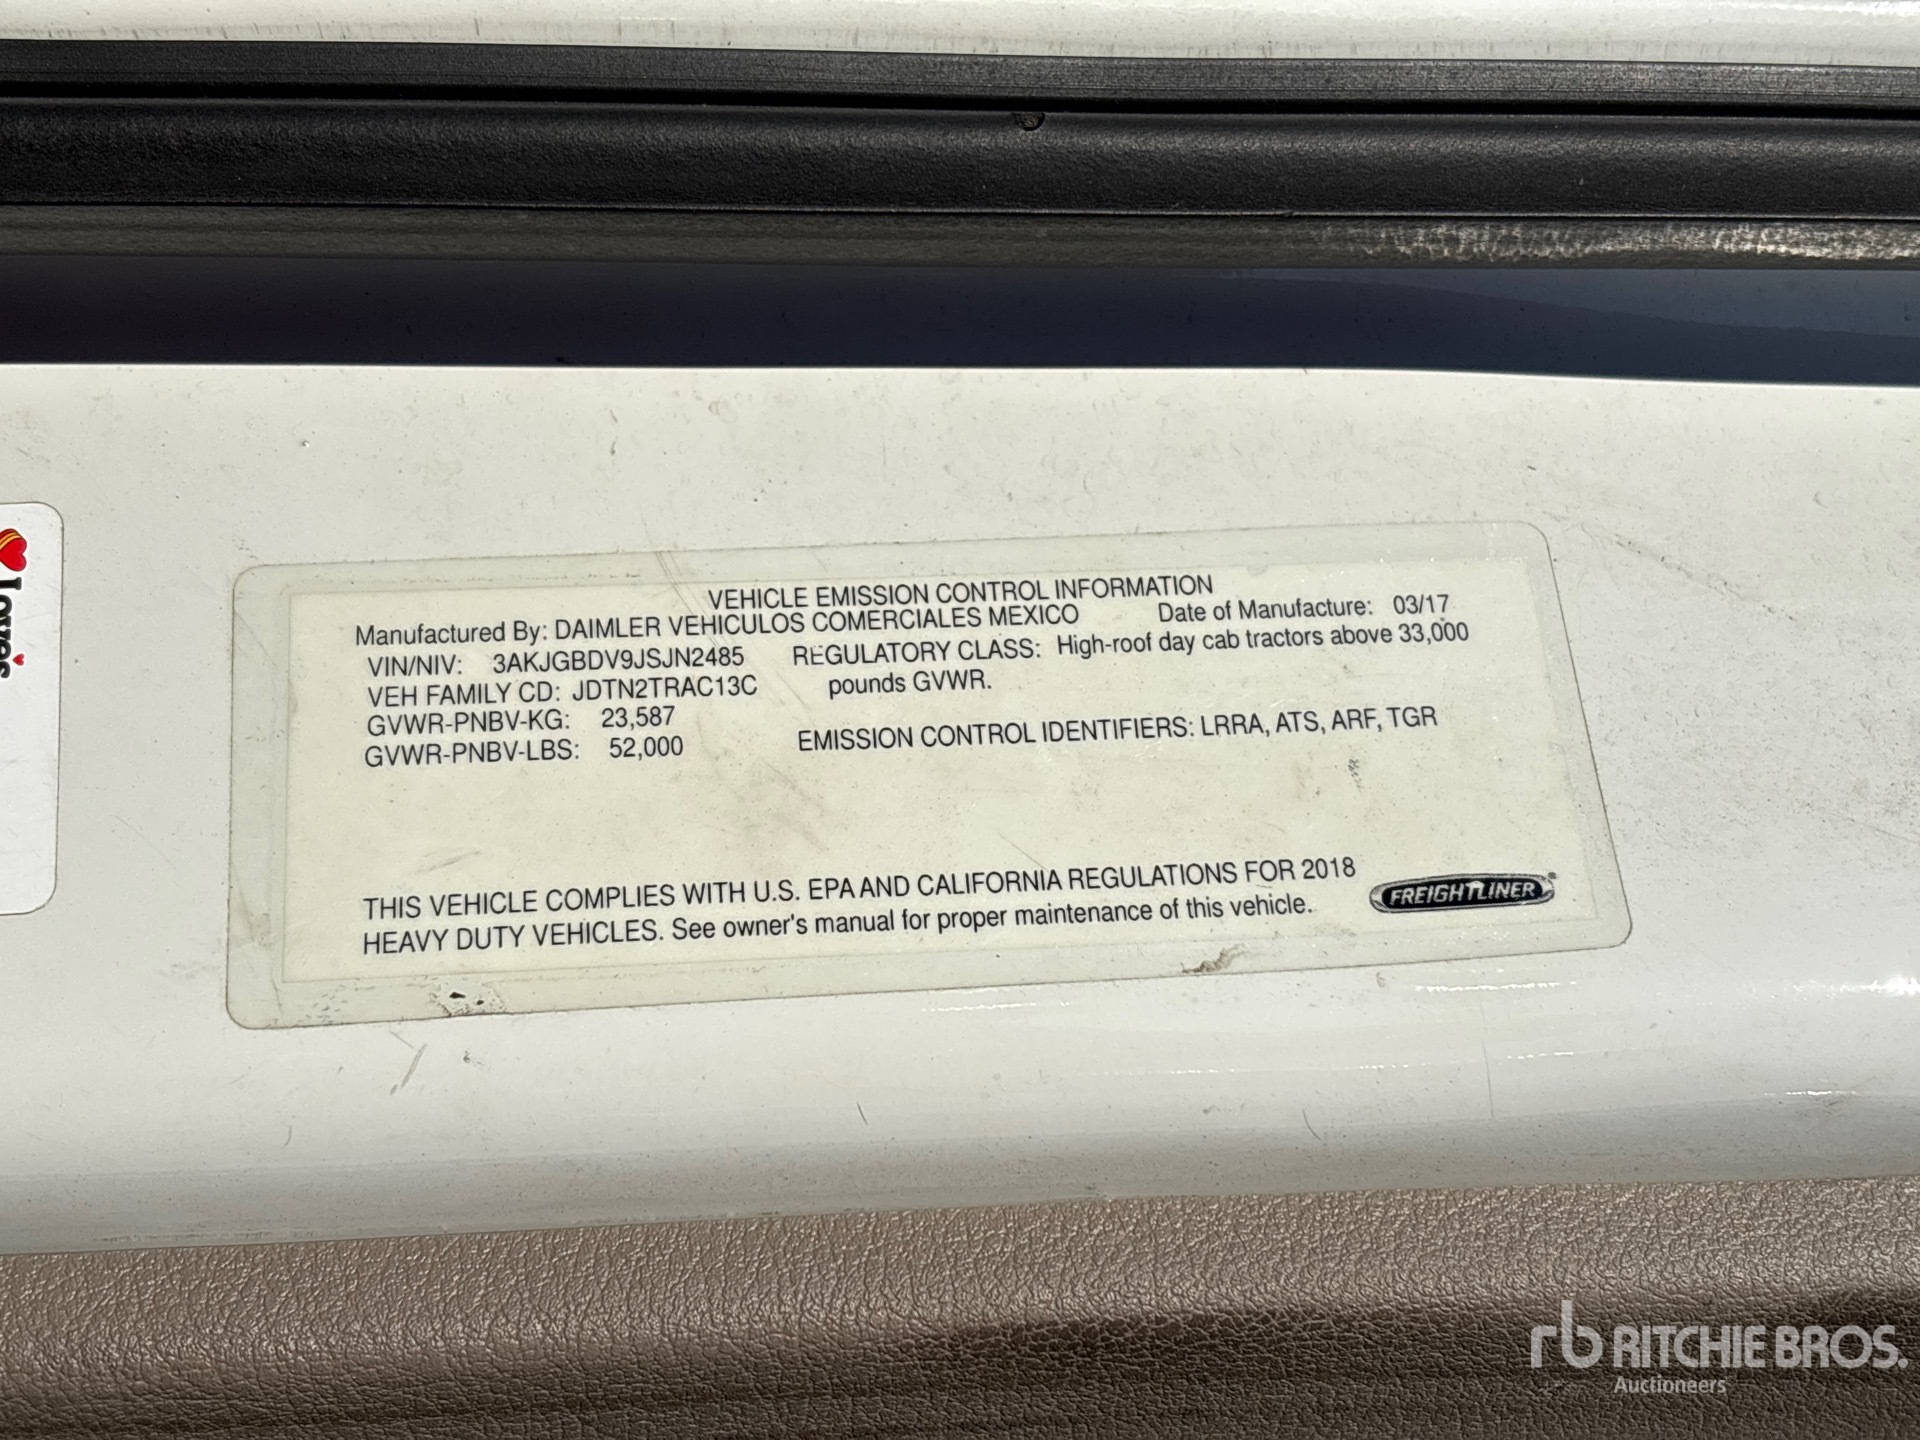 VEHICLE EMISSION CONTROL INFORMATION
Manufactured By: DAIMLER VEHICULOS COMERCIALES MEXICO Date of Manufacture: 03/17
VIN/NIV: 3AKJGBDV9JSJN2485 REGULATORY CLASS: High-roof day cab tractors above 33,000
VEH FAMILY CD: JDTN2TRAC13C pounds GVWR.
GVWR-PNBV-KG: 23,587
GVWR-PNBV-LBS: 52,000 EMISSION CONTROL IDENTIFIERS: LRRA, ATS, ARF, TGR
THIS VEHICLE COMPLIES WITH U.S. EPA AND CALIFORNIA REGULATIONS FOR 2018
HEAVY DUTY VEHICLES. See owner's manual for proper maintenance of this vehicle.
FREIGHTLINER
Love's
rb RITCHIE BROS.
Auctioneers